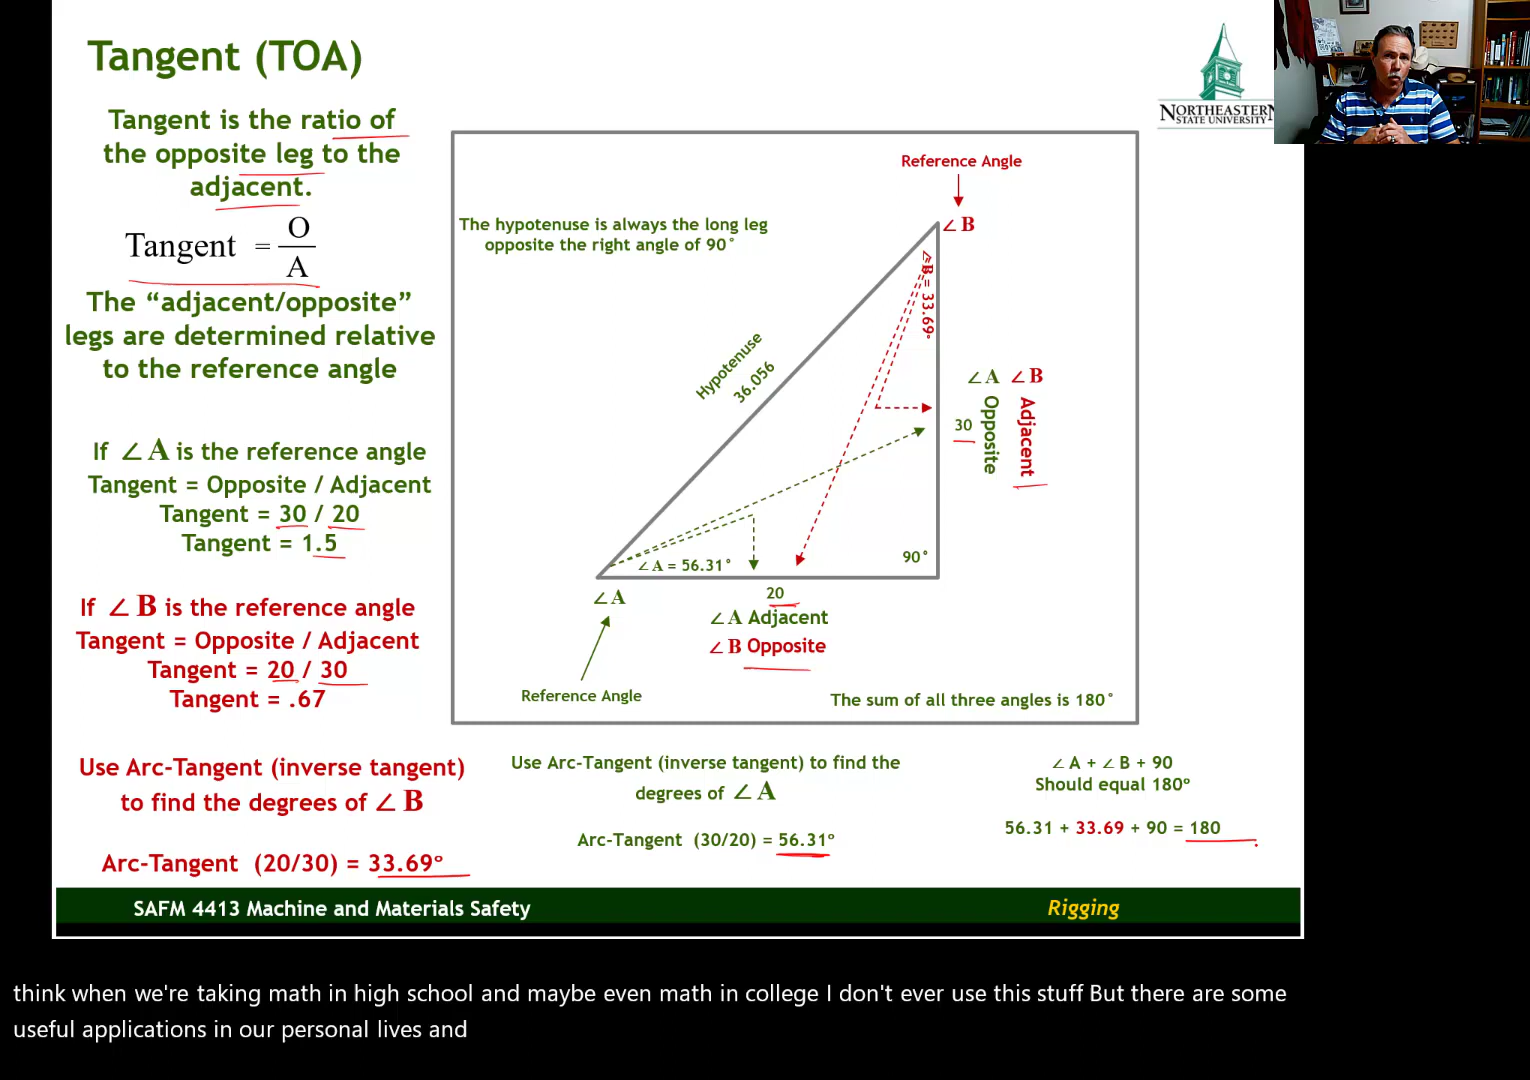 Tangent (TOA)
Tangent is the ratio of
the opposite leg to the
adjacent.
Tangent = O
A
The “adjacent/opposite”
legs are determined relative
to the reference angle
If ∠ A is the reference angle
Tangent = Opposite / Adjacent
Tangent = 30 / 20
Tangent = 1.5
If ∠ B is the reference angle
Tangent = Opposite / Adjacent
Tangent = 20 / 30
Tangent = .67
Use Arc-Tangent (inverse tangent)
to find the degrees of ∠ B
Arc-Tangent (20/30) = 33.69°
NORTHEASTERN
STATE UNIVERSITY
Reference Angle
∠ B
The hypotenuse is always the long leg
opposite the right angle of 90°
∠B = 33.69°
Hypotenuse
36.056
∠ A ∠ B
30
Opposite
Adjacent
∠ A = 56.31°
90°
∠ A
20
∠ A Adjacent
∠ B Opposite
Reference Angle
The sum of all three angles is 180°
Use Arc-Tangent (inverse tangent) to find the
degrees of ∠ A
Arc-Tangent (30/20) = 56.31°
∠ A + ∠ B + 90
Should equal 180°
56.31 + 33.69 + 90 = 180
SAFM 4413 Machine and Materials Safety
Rigging
think when we're taking math in high school and maybe even math in college I don't ever use this stuff But there are some
useful applications in our personal lives and